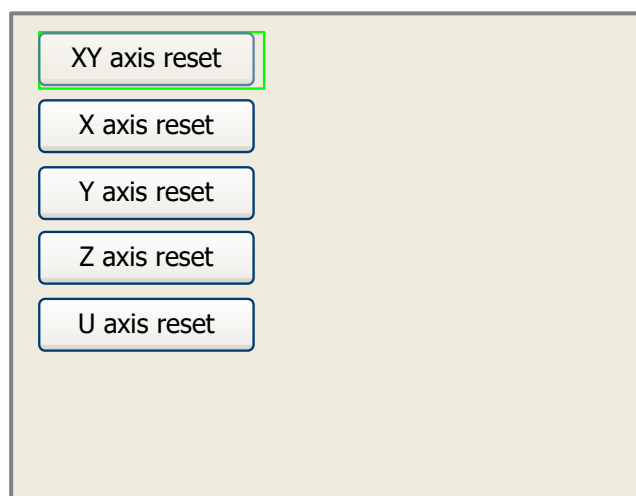 XY axis reset
X axis reset
Y axis reset
Z axis reset
U axis reset